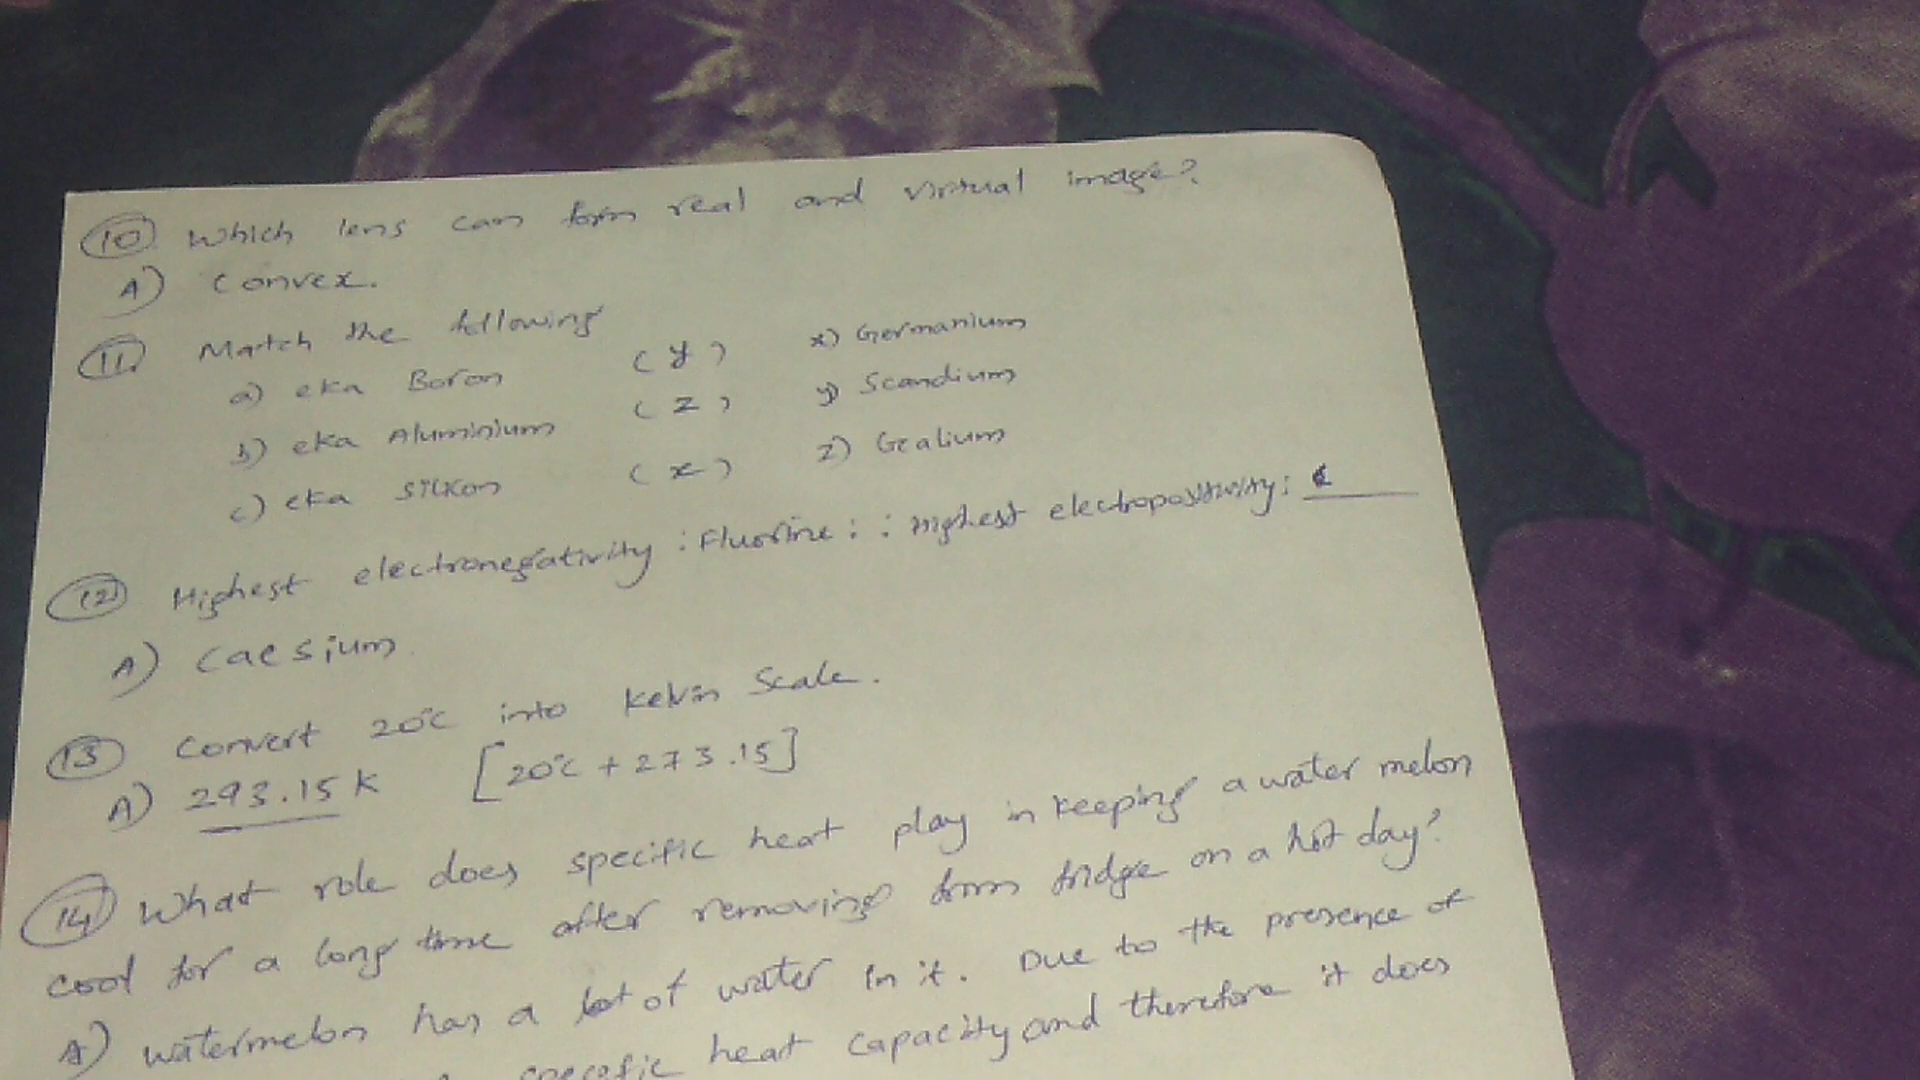 10 Which lens can form real and virtual image?
A) Convex.
11. Match the following
a) eka Boron (y) x) Germanium
b) eka Aluminium (z) y) Scandium
c) eka silicon (x) z) Gealium
12) Highest electronegativity : Fluorine : : Highest electropositivity :
A) Caesium
13 Convert 20°C into Kelvin Scale.
A) 293.15 K [20°C + 273.15]
14 What role does specific heat play in keeping a water melon
cool for a long time after removing from fridge on a hot day?
A) watermelon has a lot of water in it. Due to the presence of
specific heat capacity and therefore it does